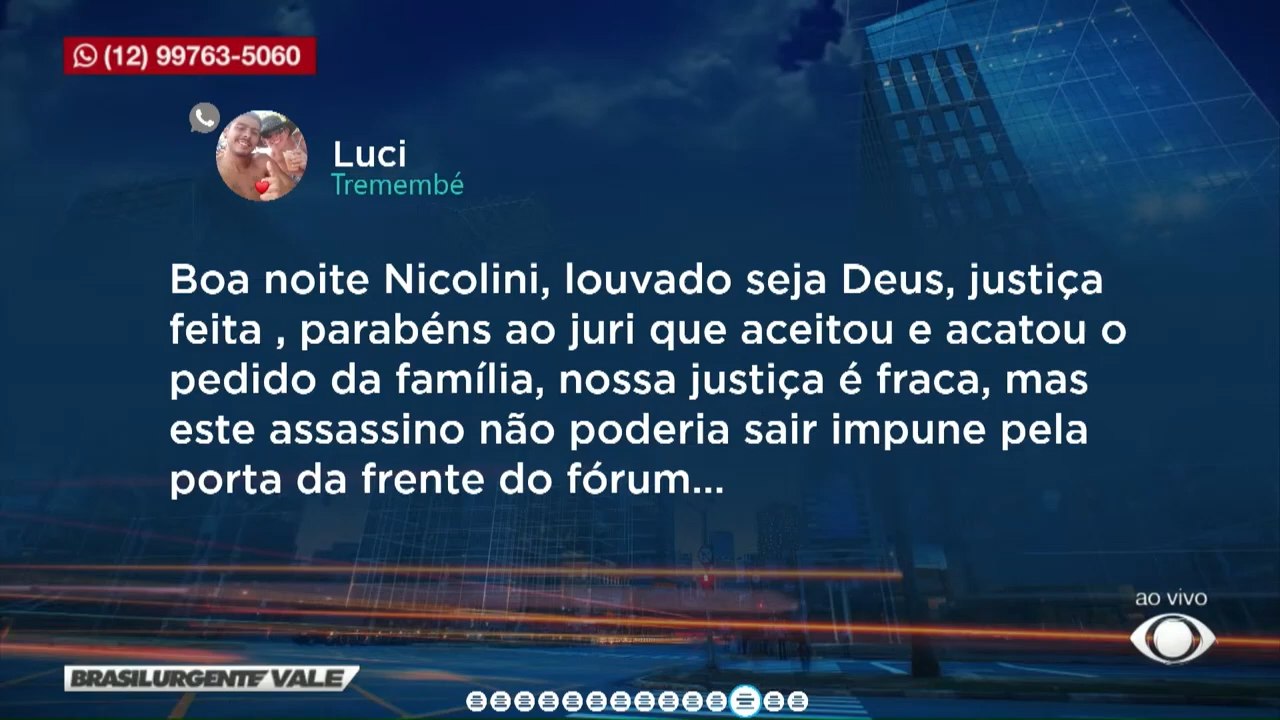 (12) 99763-5060
Luci
Tremembé
Boa noite Nicolini, louvado seja Deus, justiça
feita , parabéns ao juri que aceitou e acatou o
pedido da família, nossa justiça é fraca, mas
este assassino não poderia sair impune pela
porta da frente do fórum...
ao vivo
BRASILURGENTE VALE